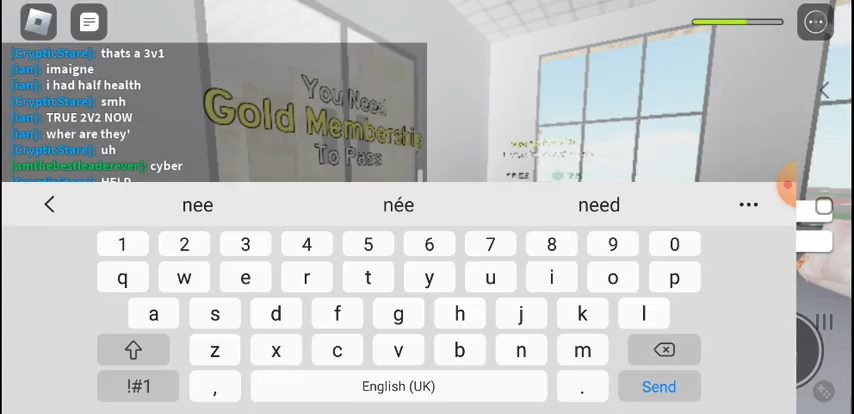 [CrypticStare]: thats a 3v1
[ian]: imaigne
[ian]: i had half health
[CrypticStare]: smh
[ian]: TRUE 2V2 NOW
[ian]: wher are they'
[CrypticStare]: uh
[iamthebestleaderever]: cyber
[CrypticStare]: HELP
You Need
Gold Membership
To Pass
FREE 75
nee née need
1 2 3 4 5 6 7 8 9 0
q w e r t y u i o p
a s d f g h j k l
z x c v b n m
!#1 , English (UK) . Send